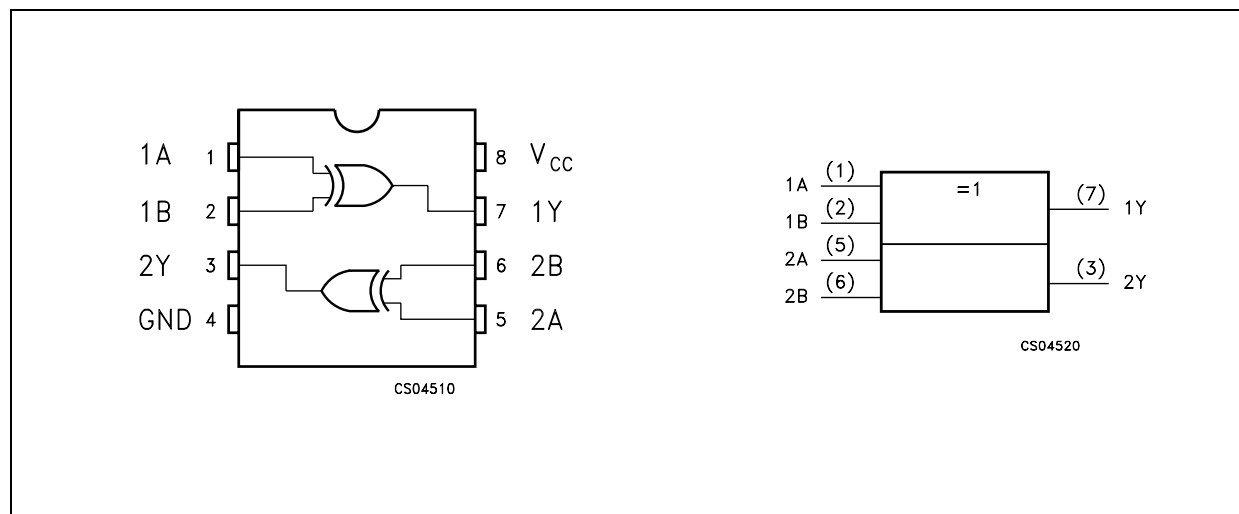 1A 1 8 VCC
1B 2 7 1Y
2Y 3 6 2B
GND 4 5 2A
CS04510
=1
1A (1)
1B (2)
2A (5)
2B (6)
(7) 1Y
(3) 2Y
CS04520